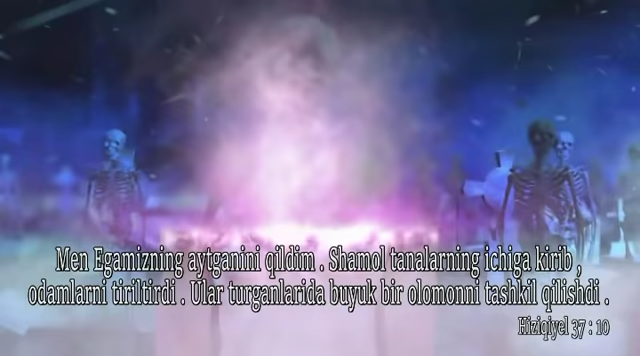 Men Egamizning aytganini qildim . Shamol tanalarning ichiga kirib ,
odamlarni tiriltirdi . Ular turganlarida buyuk bir olomonni tashkil qilishdi .
Hiziqiyel 37 : 10